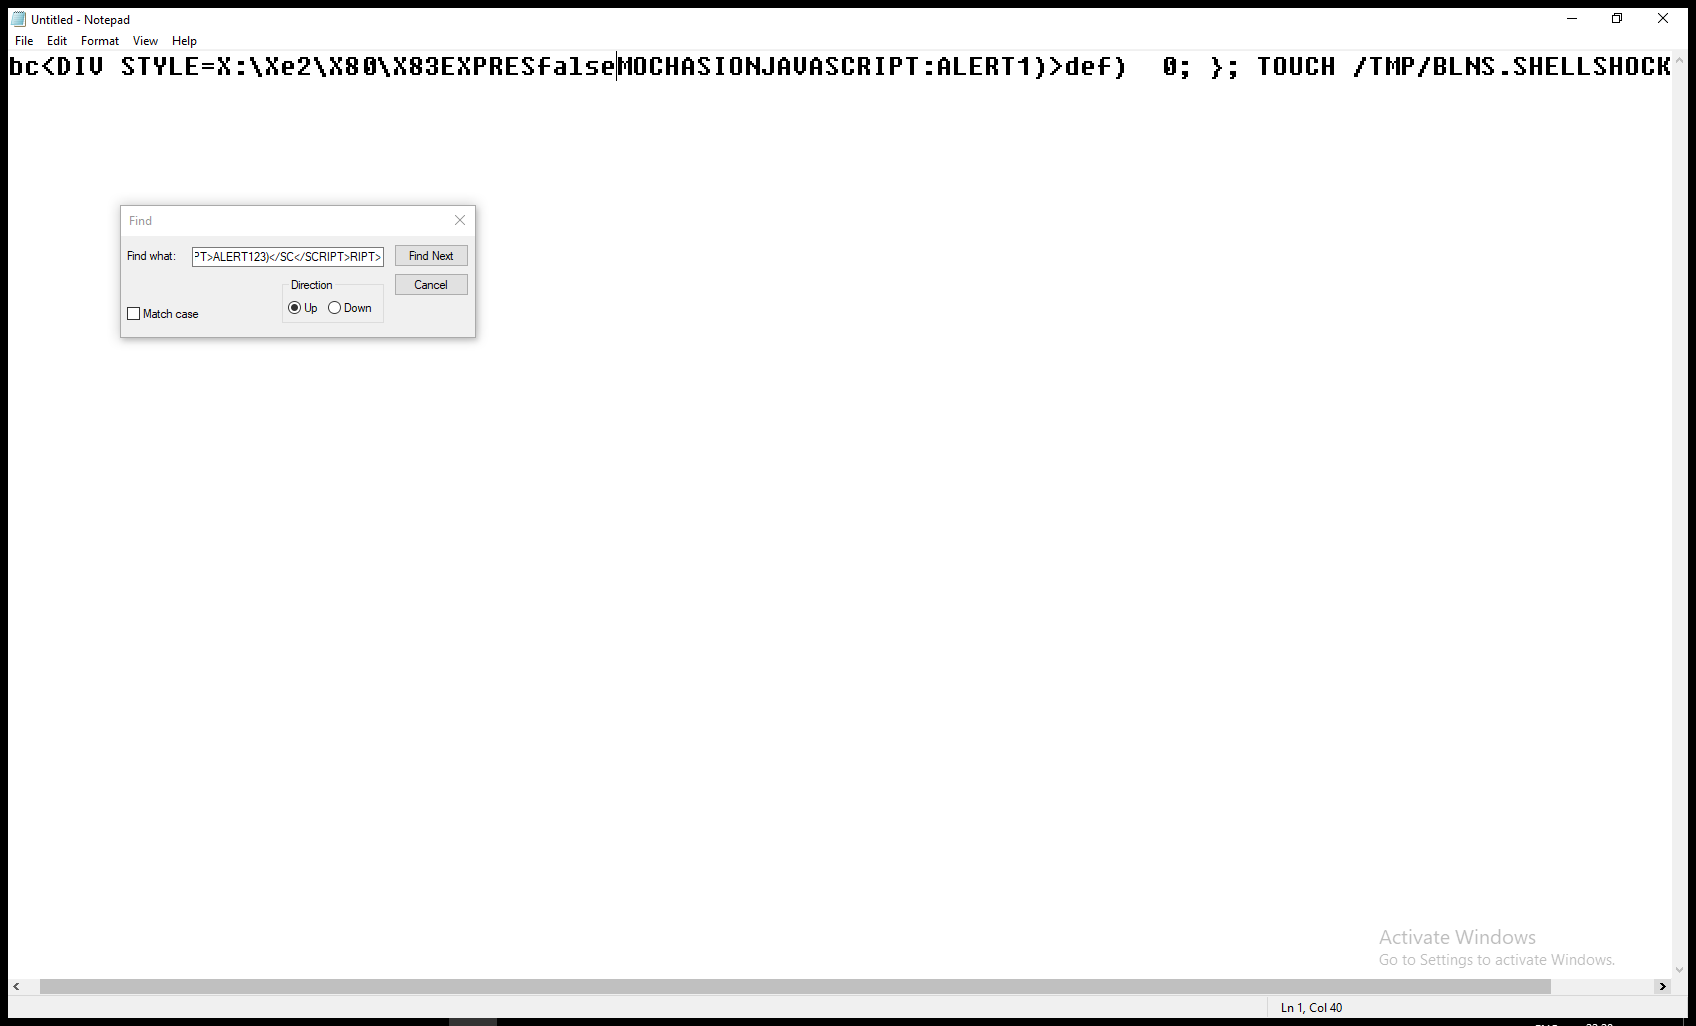 Untitled - Notepad
File Edit Format View Help
bc<DIV STYLE=X:\Xe2\X80\X83EXPRESfalseMOCHASIONJAVASCRIPT:ALERT1)>def)  0; }; TOUCH /TMP/BLNS.SHELLSHOCK
Find
Find what: PT>ALERT123)</SC</SCRIPT>RIPT> Find Next
Direction Cancel
Up Down
Match case
Activate Windows
Go to Settings to activate Windows.
Ln 1, Col 40